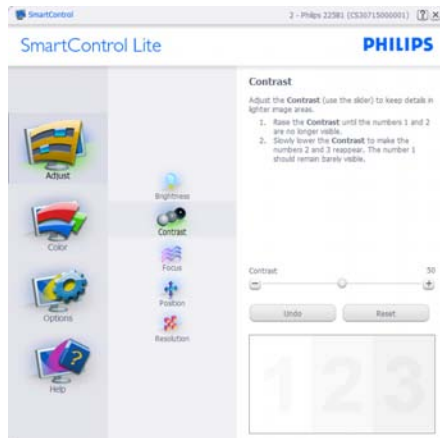 SmartControl
2 - Philips 225B1 (CS30715000001)
SmartControl Lite
PHILIPS
Adjust
Color
Options
Help
Brightness
Contrast
Focus
Position
Resolution
Contrast
Adjust the Contrast (use the slider) to keep details in
lighter image areas.
1. Raise the Contrast until the numbers 1 and 2
are no longer visible.
2. Slowly lower the Contrast to make the
numbers 2 and 3 reappear. The number 1
should remain barely visible.
Contrast
50
Undo
Reset
1 2 3